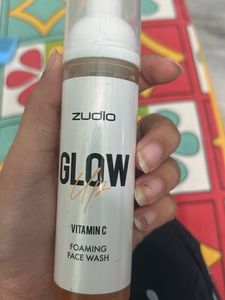 ZUDIO
GLOW
Up
VITAMIN C
FOAMING
FACE WASH